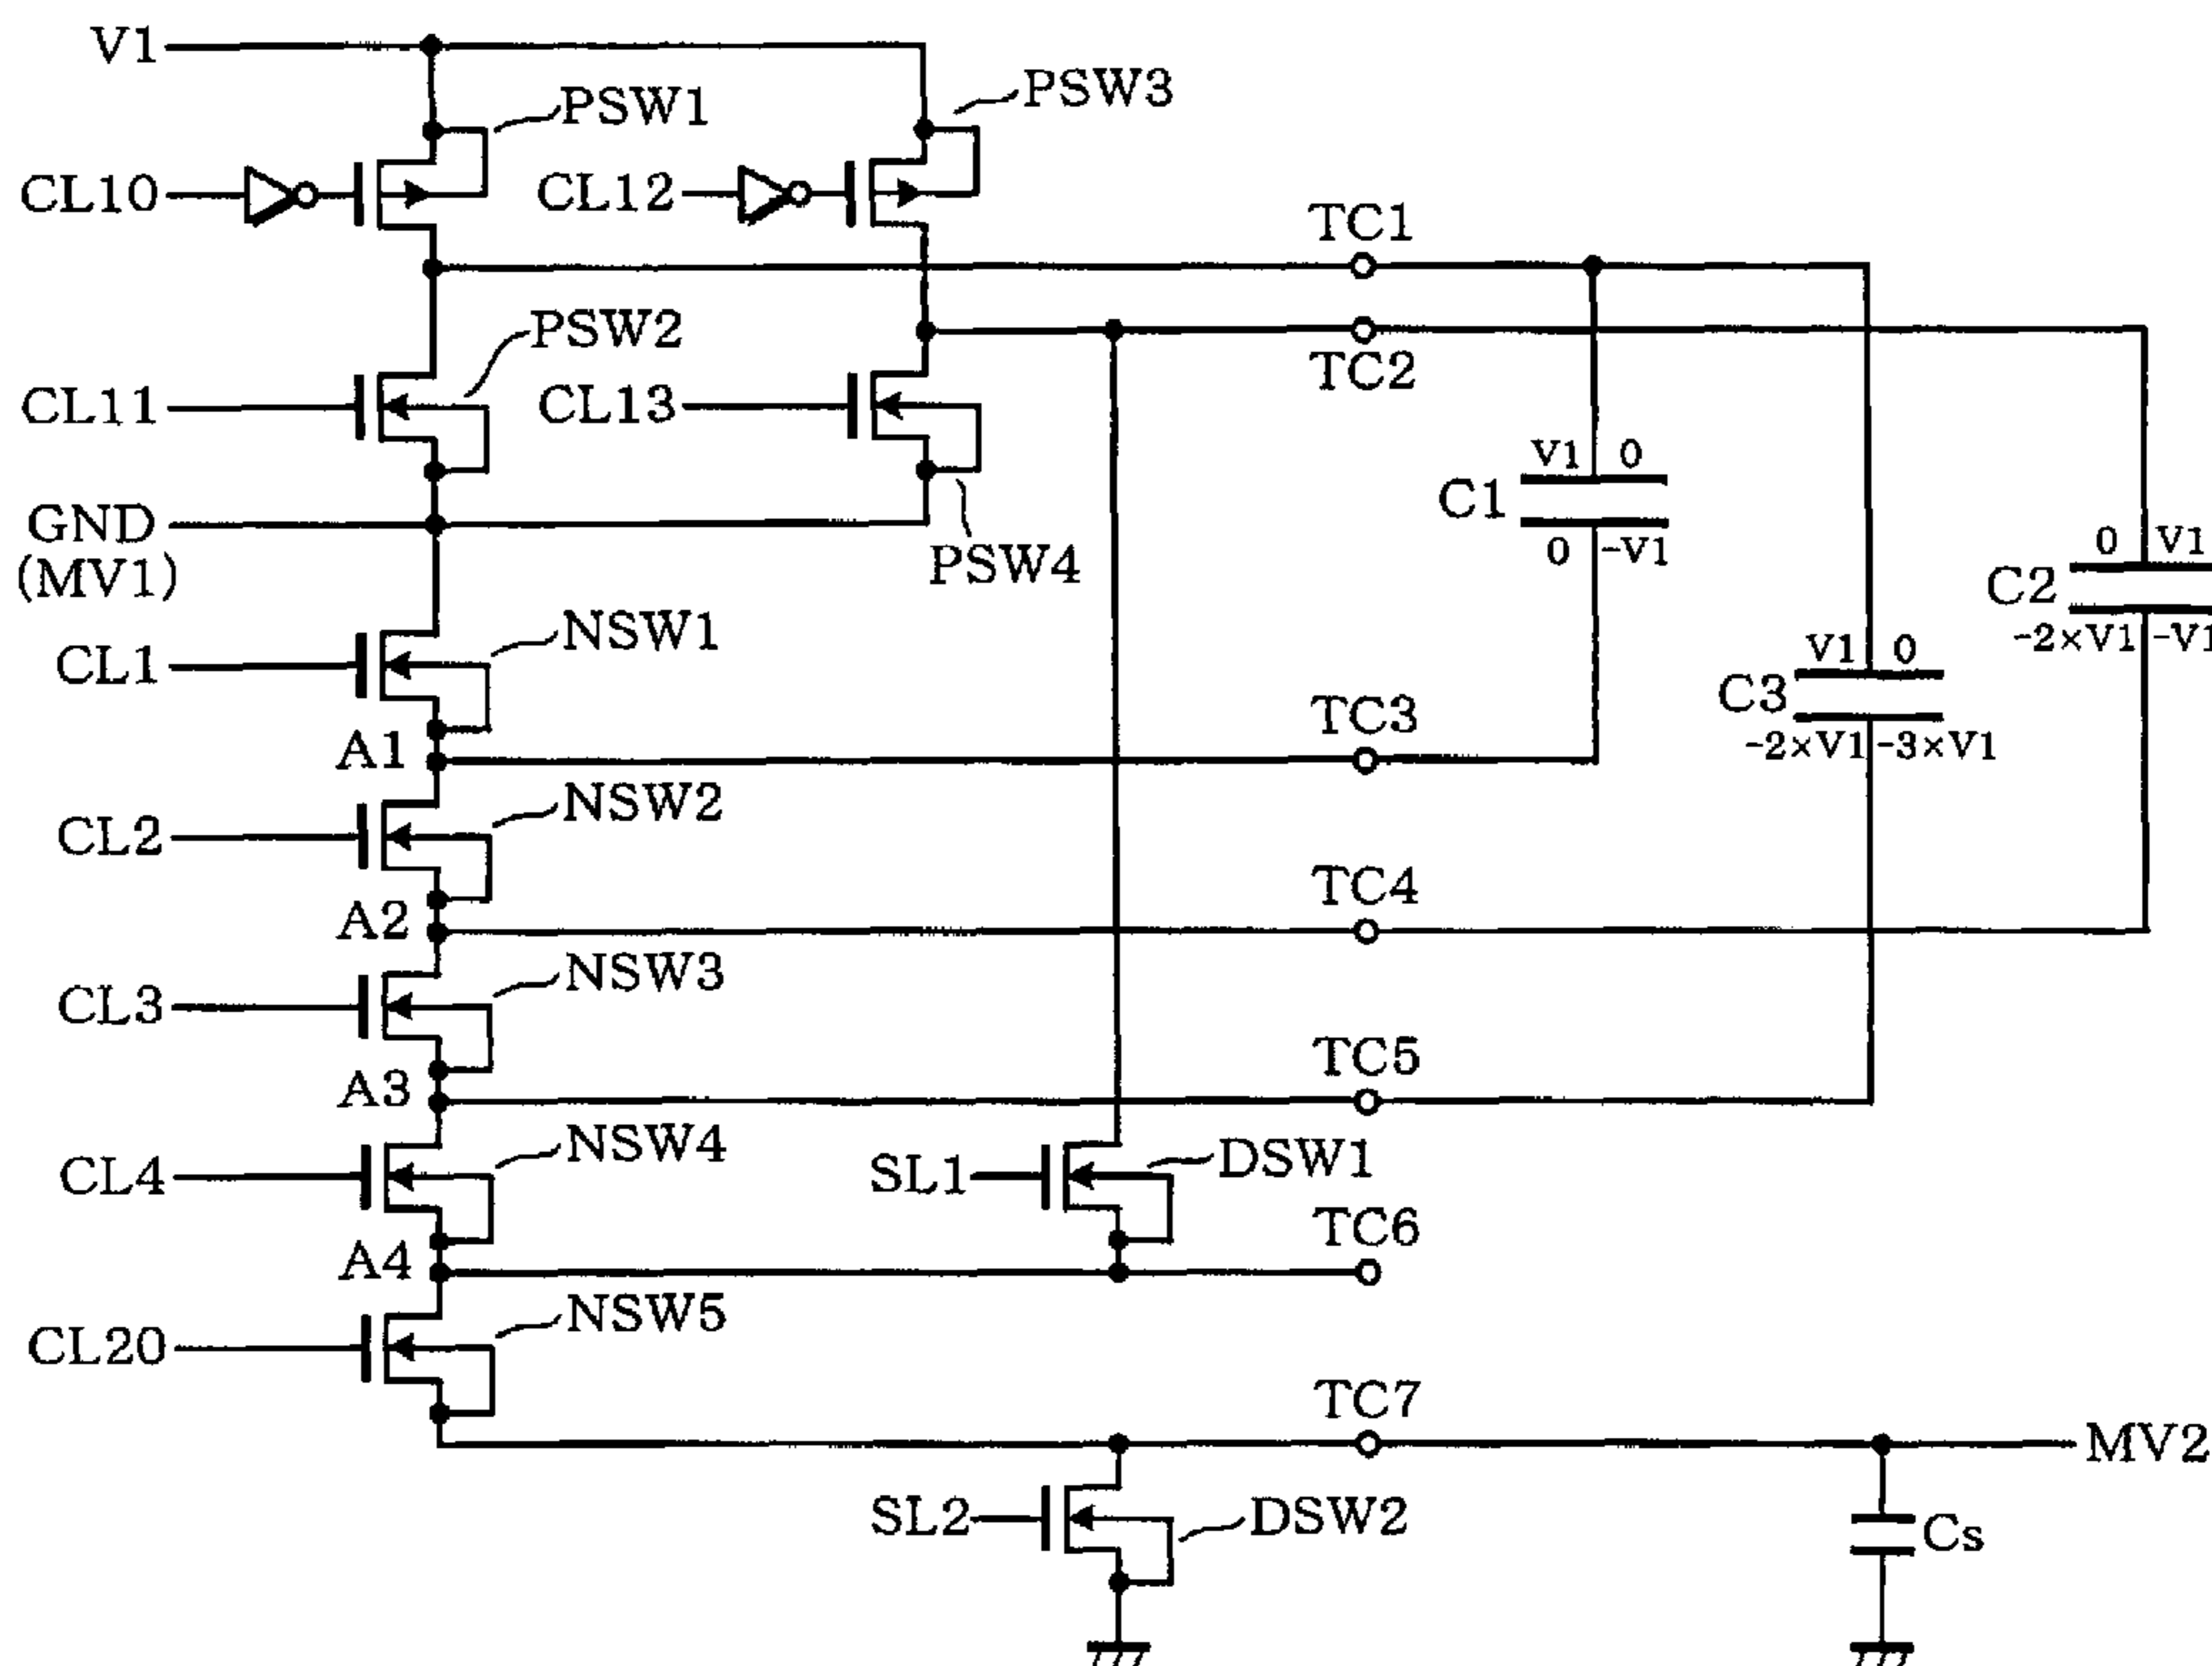 V1
PSW1
PSW3
CL10
CL12
TC1
PSW2
TC2
CL11
CL13
V1 0
C1
GND
(MV1)
0 -V1
PSW4
0 V1
C2
-2×V1 -V1
NSW1
CL1
V1 0
C3
-2×V1 -3×V1
TC3
A1
NSW2
CL2
TC4
A2
NSW3
CL3
TC5
A3
NSW4
CL4
SL1
DSW1
TC6
A4
NSW5
CL20
TC7
MV2
SL2
DSW2
Cs